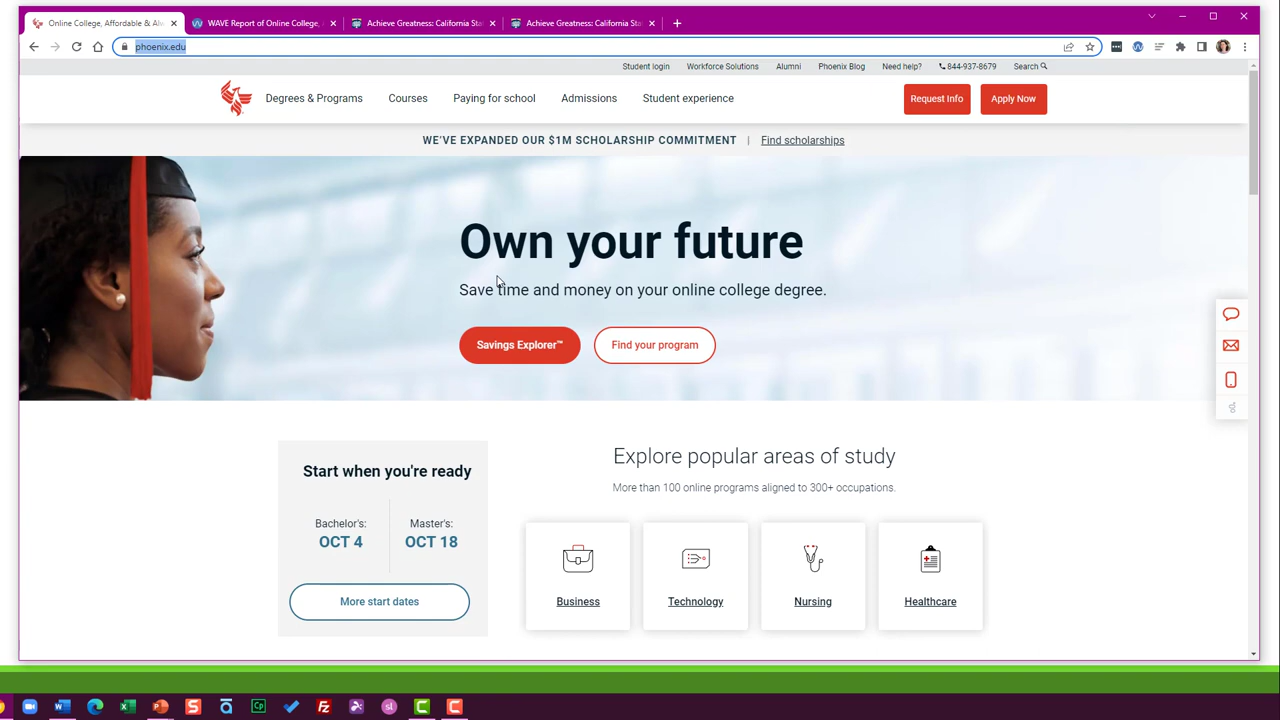 Online College, Affordable & Al
WAVE Report of Online College,
Achieve Greatness: California Sta
Achieve Greatness: California Sta
phoenix.edu
Student login Workforce Solutions Alumni Phoenix Blog Need help? 844-937-8679 Search
Degrees & Programs Courses Paying for school Admissions Student experience Request Info Apply Now
WE'VE EXPANDED OUR $1M SCHOLARSHIP COMMITMENT | Find scholarships
Own your future
Save time and money on your online college degree.
Savings Explorer™ Find your program
Start when you're ready
Bachelor's:
OCT 4
Master's:
OCT 18
More start dates
Explore popular areas of study
More than 100 online programs aligned to 300+ occupations.
Business Technology Nursing Healthcare